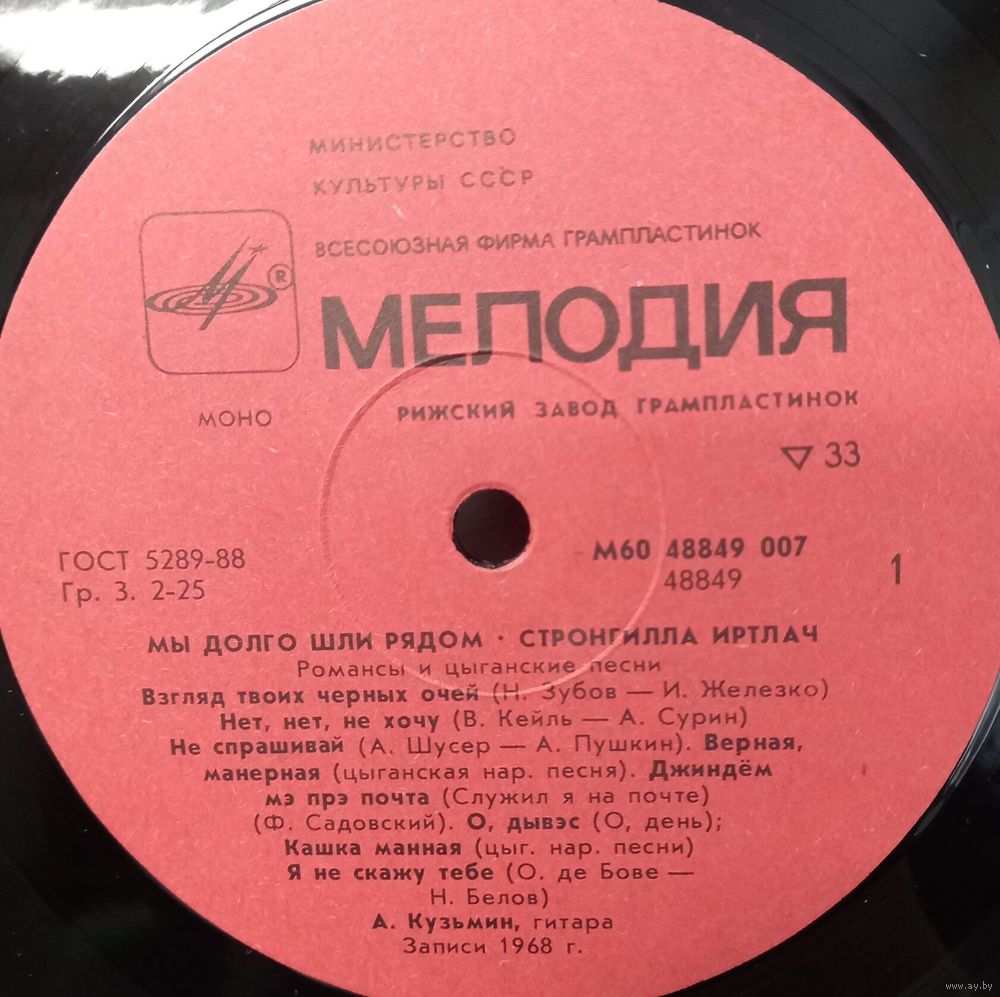 МИНИСТЕРСТВО
КУЛЬТУРЫ СССР
ВСЕСОЮЗНАЯ ФИРМА ГРАМПЛАСТИНОК
®
МЕЛОДИЯ
МОНО
РИЖСКИЙ ЗАВОД ГРАМПЛАСТИНОК
▽ 33
ГОСТ 5289-88
Гр. 3. 2-25
М60 48849 007
48849
1
МЫ ДОЛГО ШЛИ РЯДОМ · СТРОНГИЛЛА ИРТЛАЧ
Романсы и цыганские песни
Взгляд твоих черных очей (Н. Зубов — И. Железко)
Нет, нет, не хочу (В. Кейль — А. Сурин)
Не спрашивай (А. Шусер — А. Пушкин). Верная,
манерная (цыганская нар. песня). Джиндём
мэ прэ почта (Служил я на почте)
(Ф. Садовский). О, дывэс (О, день);
Кашка манная (цыг. нар. песни)
Я не скажу тебе (О. де Бове —
Н. Белов)
А. Кузьмин, гитара
Записи 1968 г.
www.ay.by